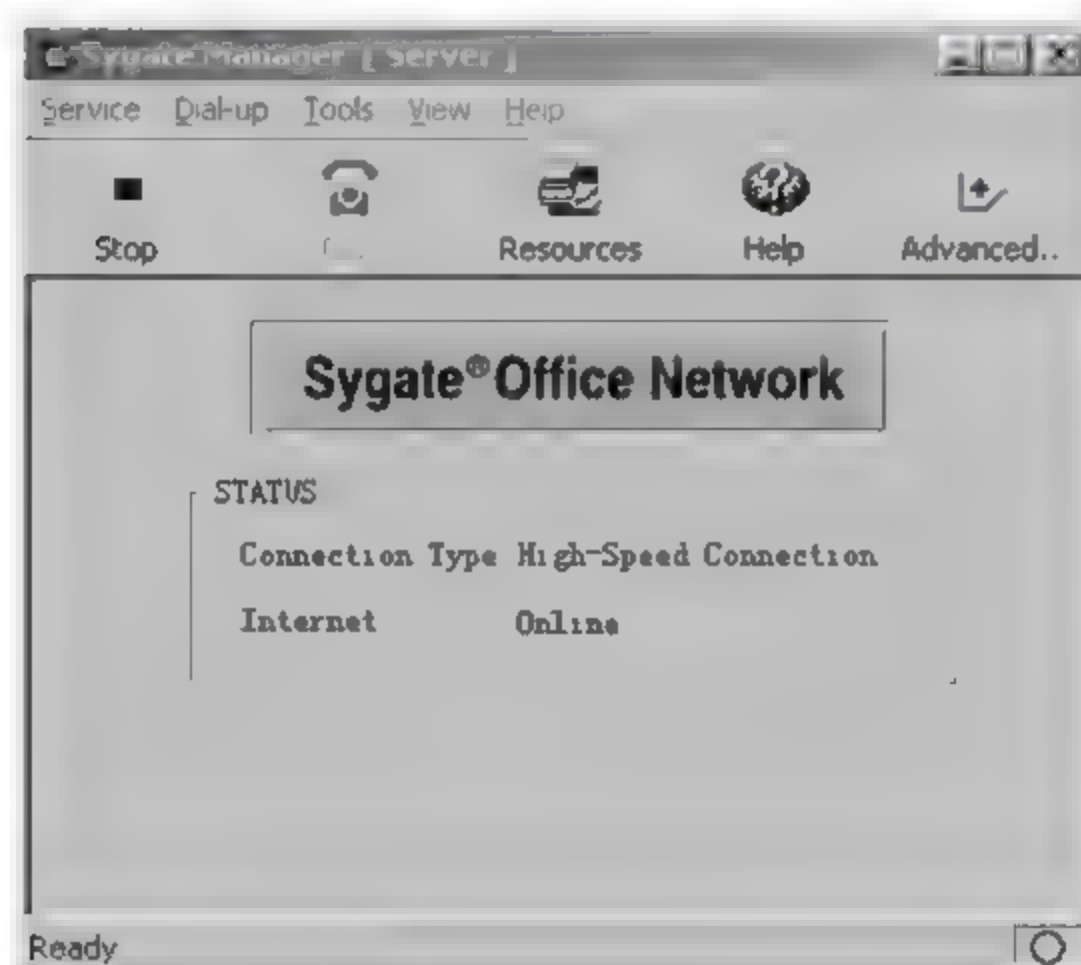 Sygate Manager [ Server ]
Service Dial-up Tools View Help
Stop Resources Help Advanced..
Sygate® Office Network
STATUS
Connection Type High-Speed Connection
Internet Online
Ready